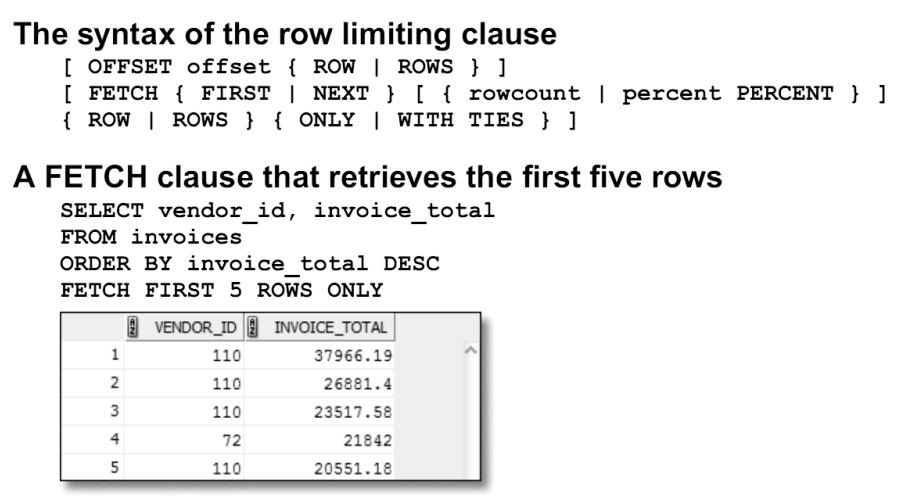 The syntax of the row limiting clause
[ OFFSET offset { ROW | ROWS } ]
[ FETCH { FIRST | NEXT } [ { rowcount | percent PERCENT } ]
{ ROW | ROWS } { ONLY | WITH TIES } ]
A FETCH clause that retrieves the first five rows
SELECT vendor_id, invoice_total
FROM invoices
ORDER BY invoice_total DESC
FETCH FIRST 5 ROWS ONLY
VENDOR_ID INVOICE_TOTAL
1 110 37966.19
2 110 26881.4
3 110 23517.58
4 72 21842
5 110 20551.18